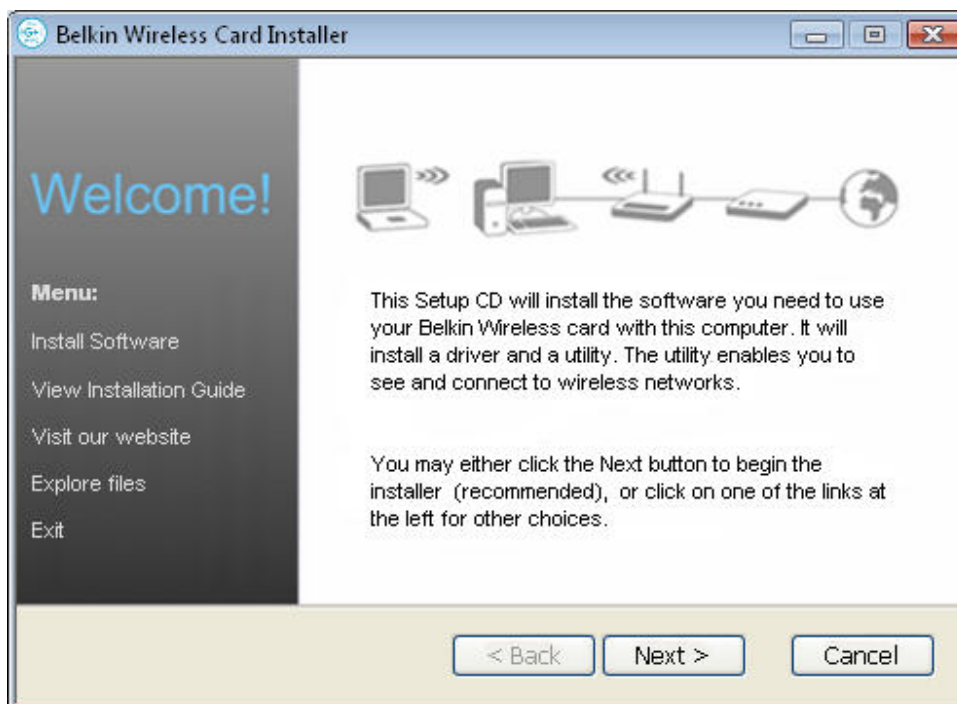 Belkin Wireless Card Installer
Welcome!
Menu:
Install Software
View Installation Guide
Visit our website
Explore files
Exit
This Setup CD will install the software you need to use
your Belkin Wireless card with this computer. It will
install a driver and a utility. The utility enables you to
see and connect to wireless networks.
You may either click the Next button to begin the
installer (recommended), or click on one of the links at
the left for other choices.
< Back
Next >
Cancel